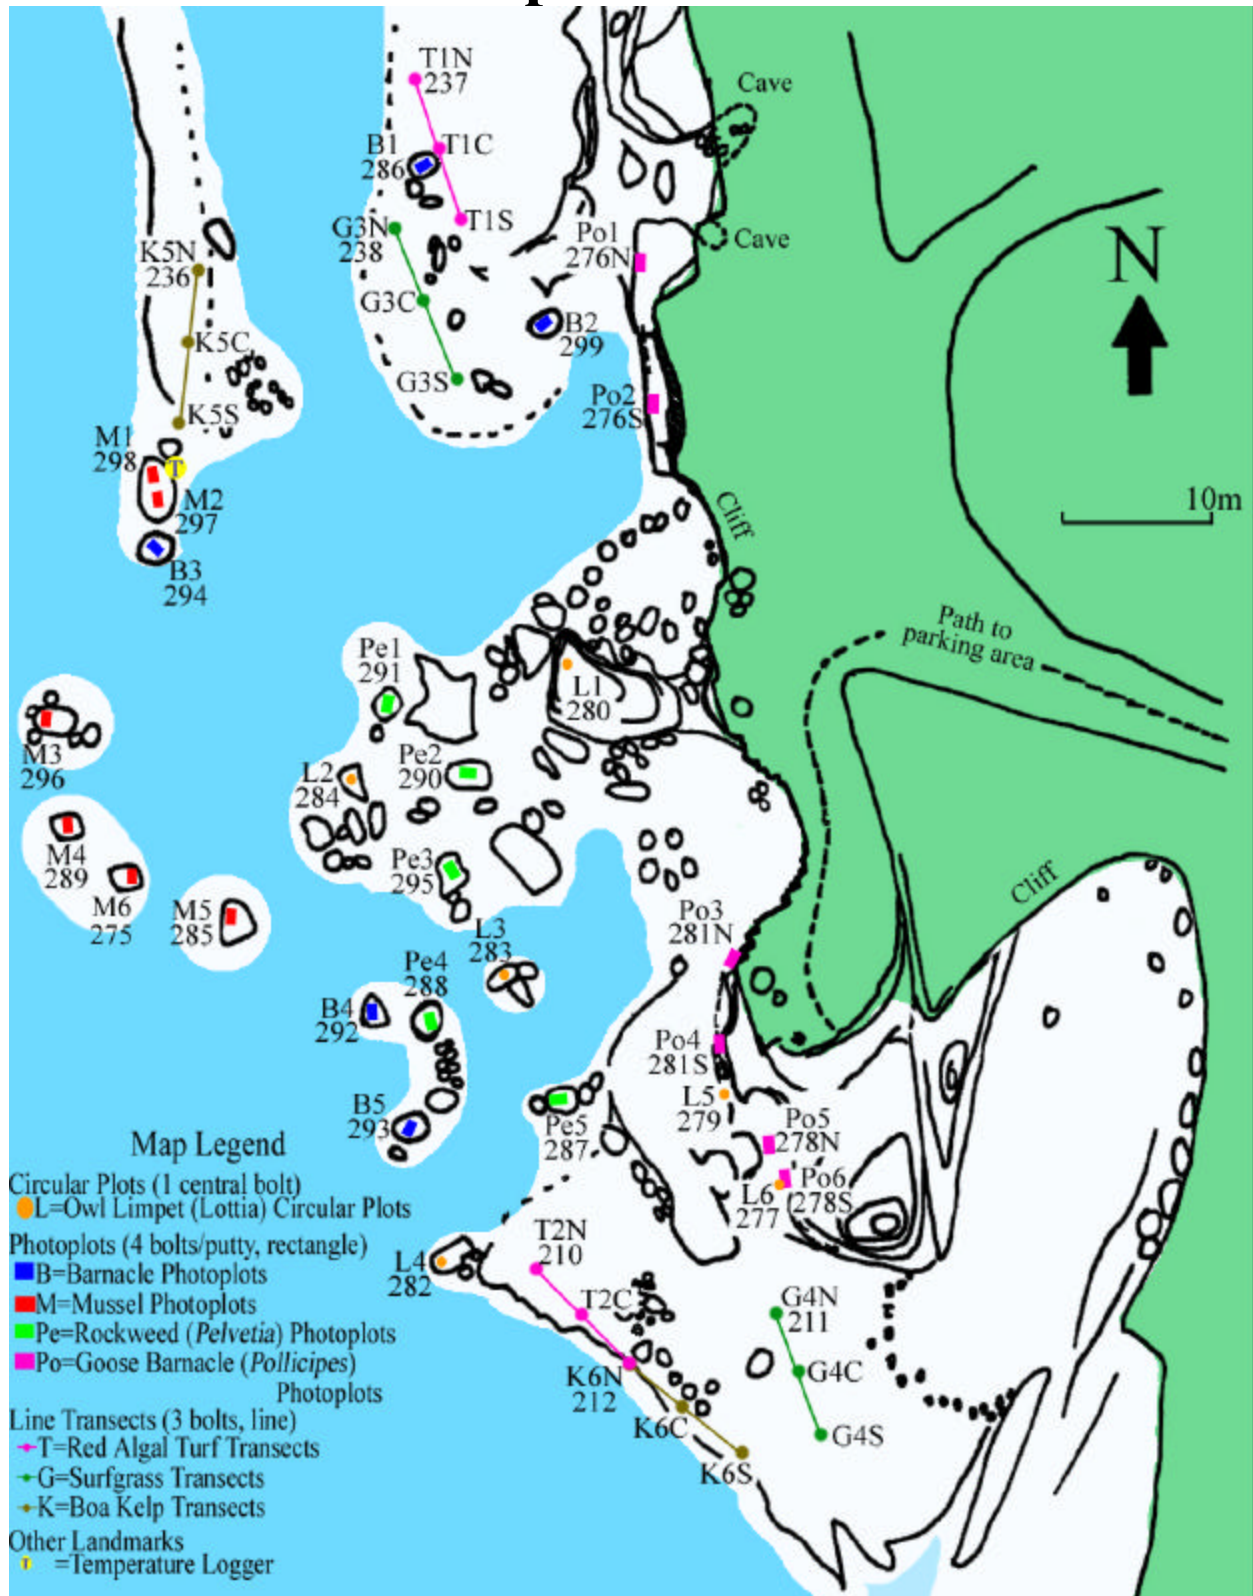 T1N
237
Cave
B1
286
T1C
T1S
G3N
238
Po1
276N
Cave
N
K5N
236
G3C
B2
299
K5C
G3S
Po2
276S
K5S
M1
298
T
M2
297
10m
Cliff
B3
294
Path to
parking area
Pe1
291
L1
280
M3
296
L2
284
Pe2
290
M4
289
Pe3
295
Cliff
M6
275
M5
285
L3
283
Po3
281N
Pe4
288
B4
292
Po4
281S
L5
279
B5
293
Pe5
287
Po5
278N
L6
277
Po6
278S
T2N
210
L4
282
T2C
G4N
211
K6N
212
G4C
K6C
G4S
K6S
Map Legend
Circular Plots (1 central bolt)
L=Owl Limpet (Lottia) Circular Plots
Photoplots (4 bolts/putty, rectangle)
B=Barnacle Photoplots
M=Mussel Photoplots
Pe=Rockweed (Pelvetia) Photoplots
Po=Goose Barnacle (Pollicipes)
Photoplots
Line Transects (3 bolts, line)
T=Red Algal Turf Transects
G=Surfgrass Transects
K=Boa Kelp Transects
Other Landmarks
T =Temperature Logger